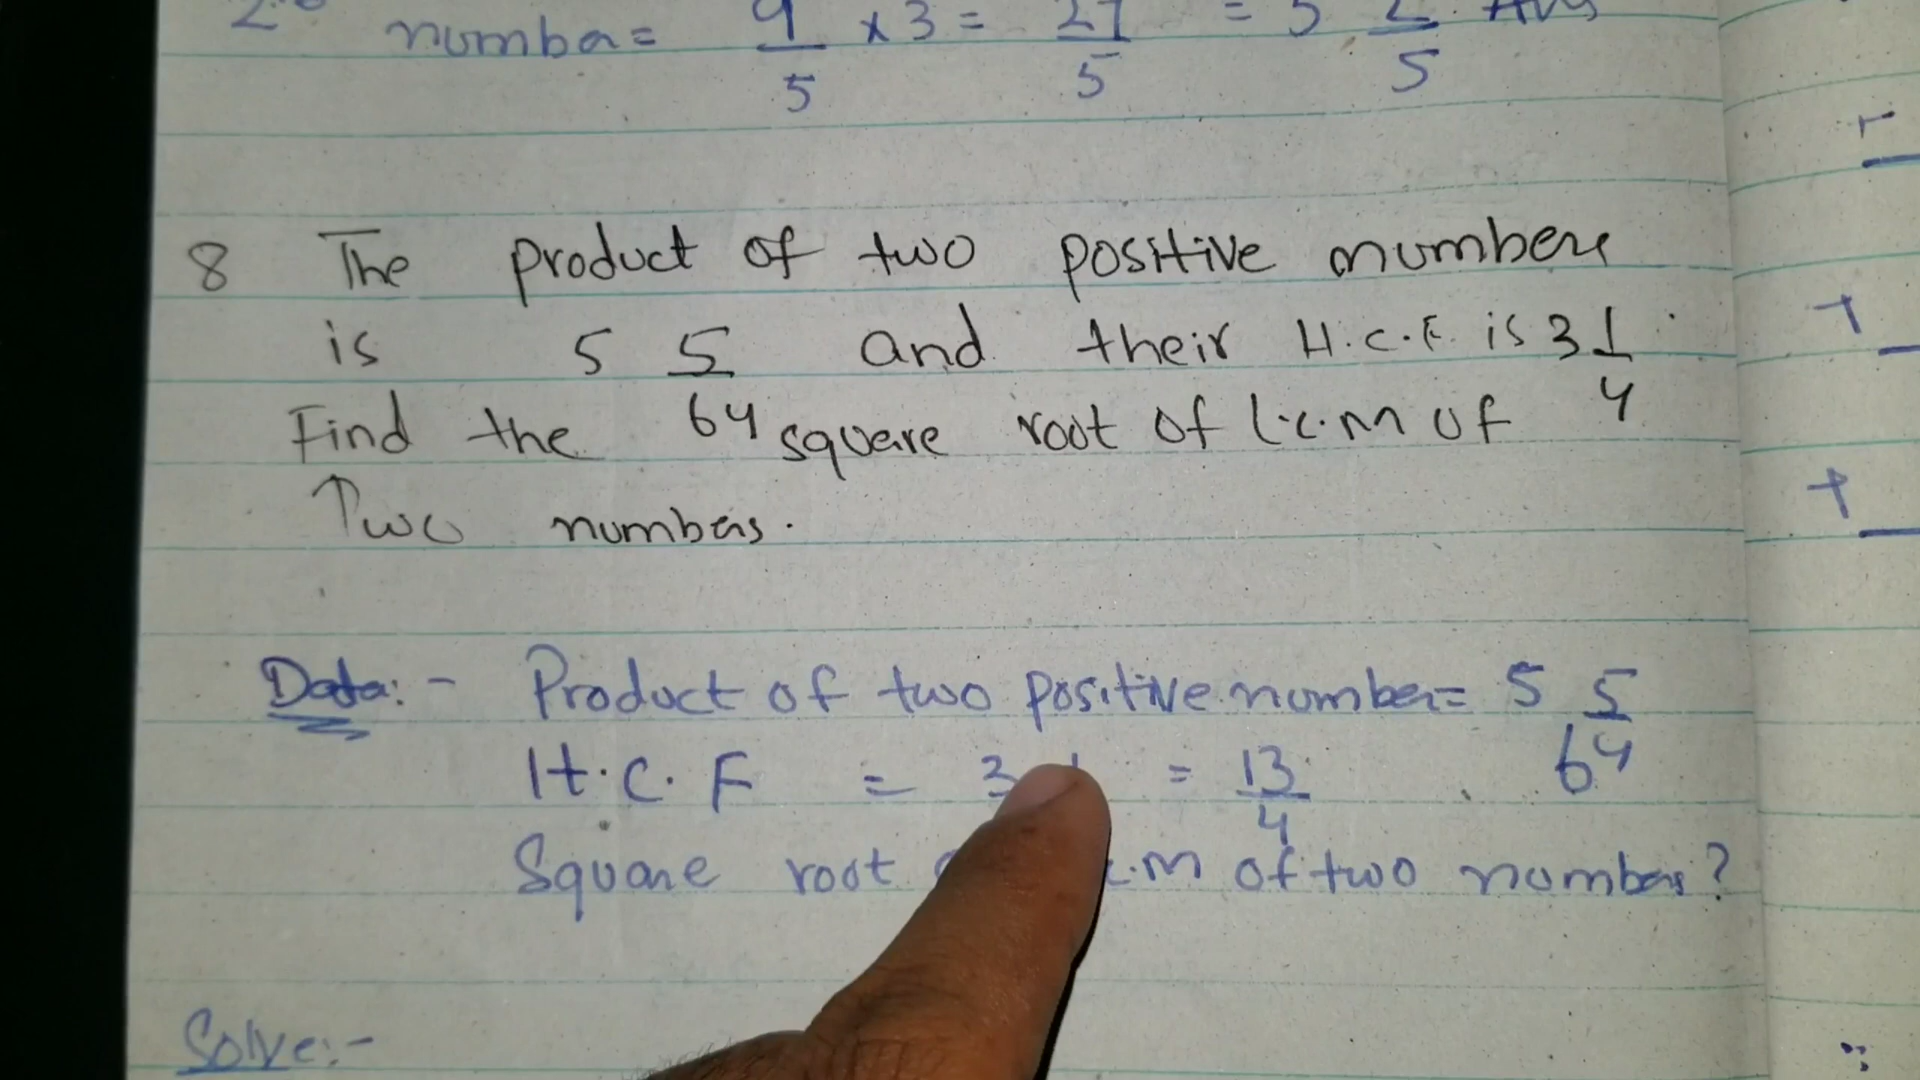 number = 9/5 × 3 = 27/5 = 5 2/5 Ans
8 The product of two positive numbers
is 5 5/64 and their H.C.F. is 3 1/4.
Find the square root of L.C.M of
Two numbers.
Data:- Product of two positive number = 5 5/64
H.C.F = 3 = 13/4
Square root of two numbers?
Solve:-